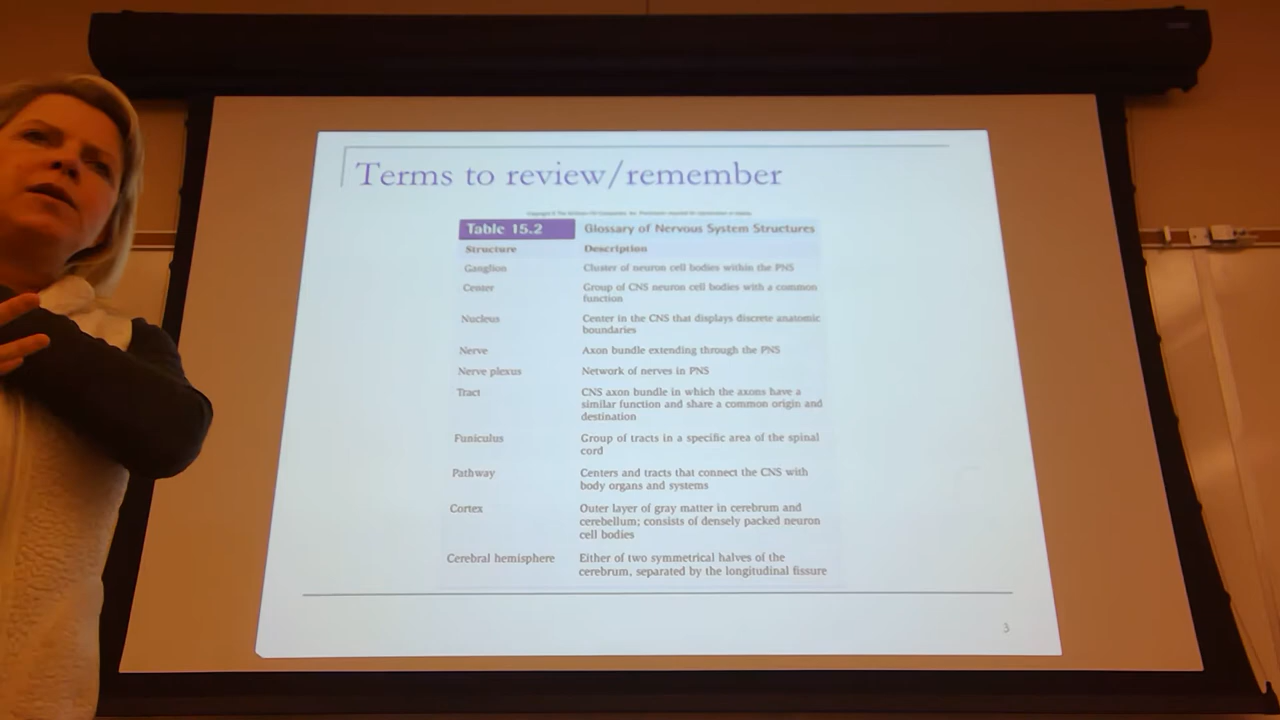 Terms to review/remember
Table 15.2 Glossary of Nervous System Structures
Structure Description
Ganglion Cluster of neuron cell bodies within the PNS
Center Group of CNS neuron cell bodies with a common
function
Nucleus Center in the CNS that displays discrete anatomic
boundaries
Nerve Axon bundle extending through the PNS
Nerve plexus Network of nerves in PNS
Tract CNS axon bundle in which the axons have a
similar function and share a common origin and
destination
Funiculus Group of tracts in a specific area of the spinal
cord
Pathway Centers and tracts that connect the CNS with
body organs and systems
Cortex Outer layer of gray matter in cerebrum and
cerebellum; consists of densely packed neuron
cell bodies
Cerebral hemisphere Either of two symmetrical halves of the
cerebrum, separated by the longitudinal fissure
3